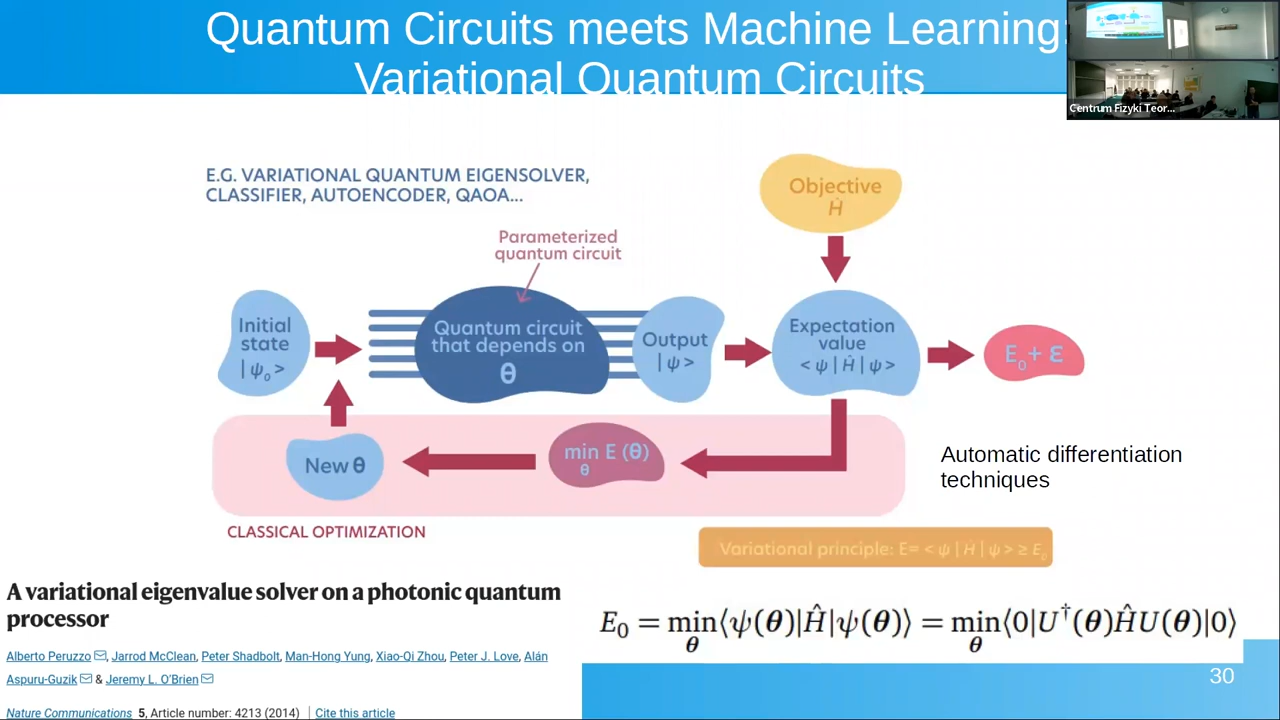 Quantum Circuits meets Machine Learning:
Variational Quantum Circuits
Centrum Fizyki Teor...
E.G. VARIATIONAL QUANTUM EIGENSOLVER,
CLASSIFIER, AUTOENCODER, QAOA...
Objective
Ĥ
Parameterized
quantum circuit
Initial
state
|ψ₀>
Quantum circuit
that depends on
θ
Output
|ψ>
Expectation
value
<ψ|Ĥ|ψ>
E₀+ ε
New θ
min E (θ)
θ
CLASSICAL OPTIMIZATION
Automatic differentiation
techniques
Variational principle: E= <ψ|Ĥ|ψ> ≥ E₀
A variational eigenvalue solver on a photonic quantum
processor
Alberto Peruzzo, Jarrod McClean, Peter Shadbolt, Man-Hong Yung, Xiao-Qi Zhou, Peter J. Love, Alán
Aspuru-Guzik & Jeremy L. O'Brien
Nature Communications 5, Article number: 4213 (2014) | Cite this article
E₀ = min⟨ψ(θ)|Ĥ|ψ(θ)⟩ = min⟨0|U†(θ)ĤU(θ)|0⟩
θ θ
30